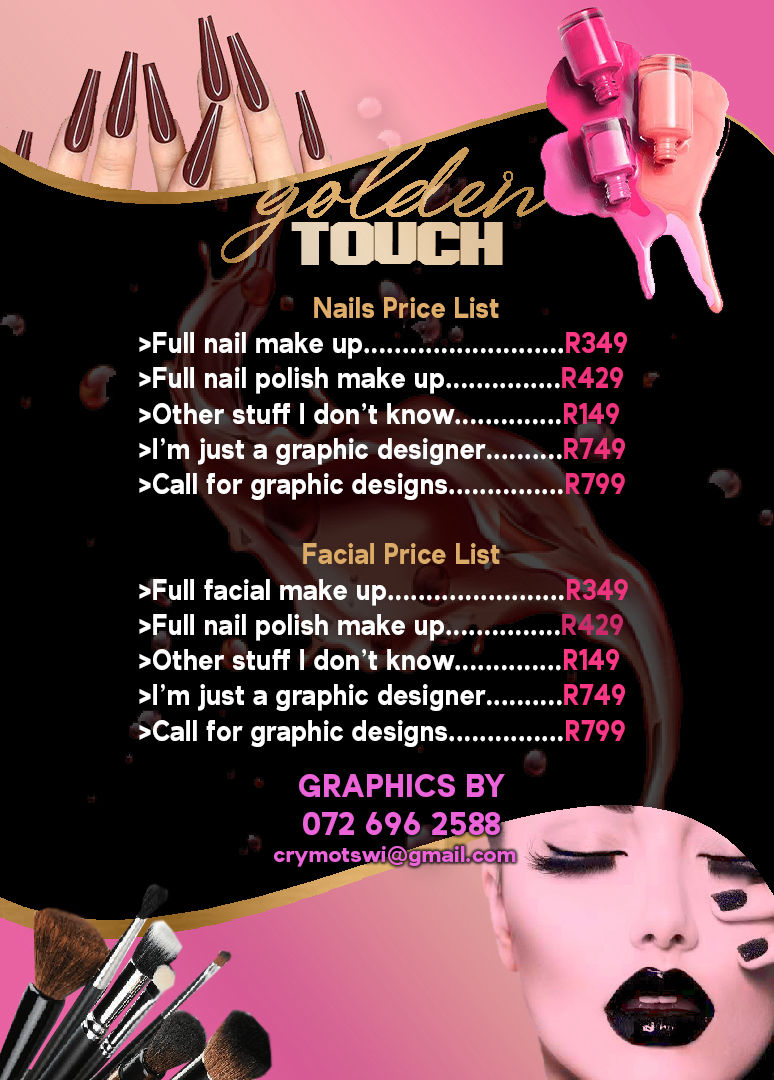 golden
TOUCH
Nails Price List
>Full nail make up..........................R349
>Full nail polish make up...............R429
>Other stuff I don't know..............R149
>I'm just a graphic designer..........R749
>Call for graphic designs...............R799
Facial Price List
>Full facial make up.......................R349
>Full nail polish make up...............R429
>Other stuff I don't know..............R149
>I'm just a graphic designer..........R749
>Call for graphic designs...............R799
GRAPHICS BY
072 696 2588
crymotswi@gmail.com